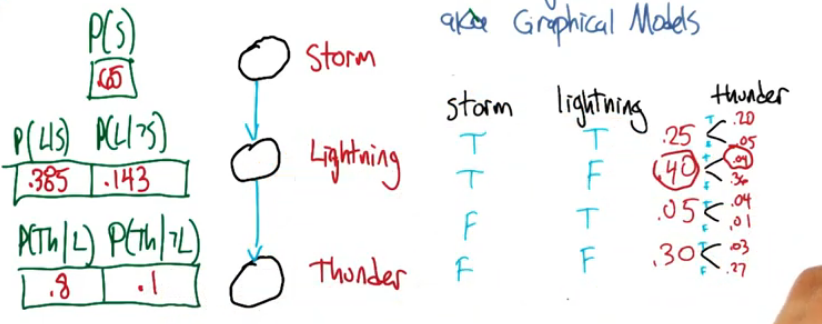 aka Graphical Models
P(S)
.65
Storm
P(L|S) P(L|¬S)
.385 .143
Lightning
P(Th|L) P(Th|¬L)
.8 .1
Thunder
storm lightning thunder
T T .25 T .20
F .05
T F .40 T .04
F .36
F T .05 T .04
F .01
F F .30 T .03
F .27